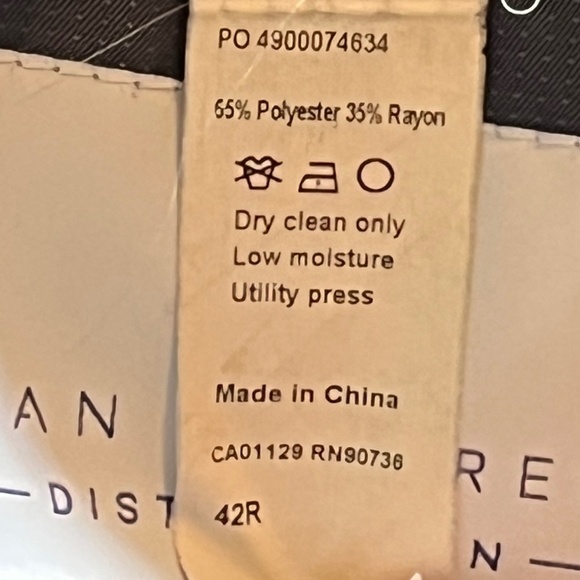 PO 4900074634
65% Polyester 35% Rayon
Dry clean only
Low moisture
Utility press
Made in China
CA01129 RN90736
42R
AN
RE
DIST
N